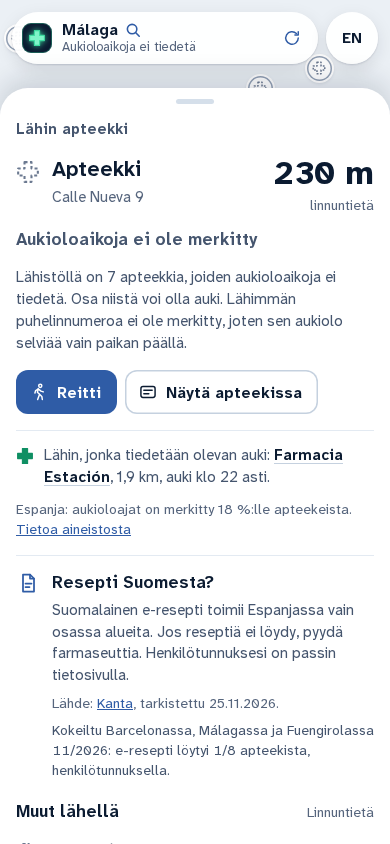 Málaga
Aukioloaikoja ei tiedetä
EN
Lähin apteekki
Apteekki
230 m
Calle Nueva 9
linnuntietä
Aukioloaikoja ei ole merkitty
Lähistöllä on 7 apteekkia, joiden aukioloaikoja ei
tiedetä. Osa niistä voi olla auki. Lähimmän
puhelinnumeroa ei ole merkitty, joten sen aukiolo
selviää vain paikan päällä.
Reitti
Näytä apteekissa
Lähin, jonka tiedetään olevan auki: Farmacia
Estación, 1,9 km, auki klo 22 asti.
Espanja: aukioloajat on merkitty 18 %:lle apteekeista.
Tietoa aineistosta
Resepti Suomesta?
Suomalainen e-resepti toimii Espanjassa vain
osassa alueita. Jos reseptiä ei löydy, pyydä
farmaseuttia. Henkilötunnuksesi on passin
tietosivulla.
Lähde: Kanta, tarkistettu 25.11.2026.
Kokeiltu Barcelonassa, Málagassa ja Fuengirolassa
11/2026: e-resepti löytyi 1/8 apteekista,
henkilötunnuksella.
Muut lähellä
Linnuntietä